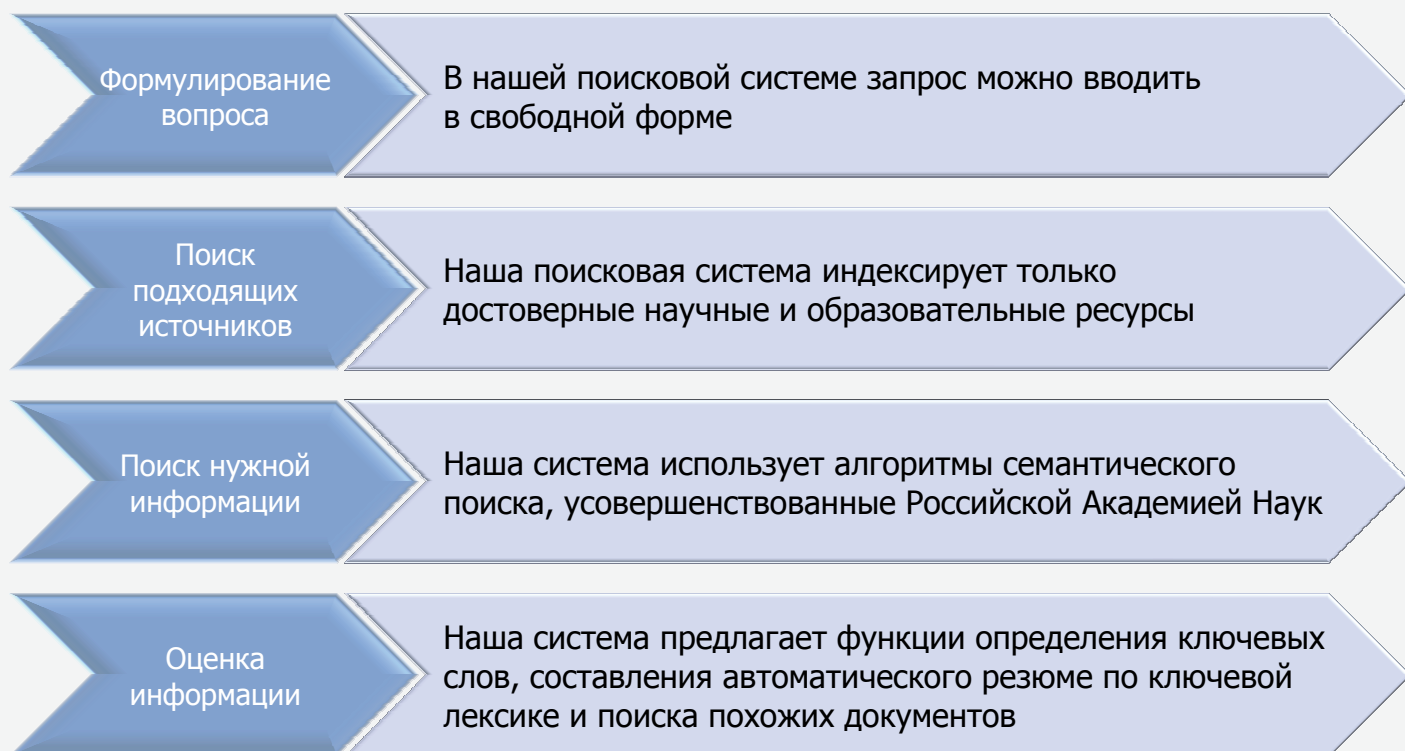 Формулирование
вопроса
В нашей поисковой системе запрос можно вводить
в свободной форме
Поиск
подходящих
источников
Наша поисковая система индексирует только
достоверные научные и образовательные ресурсы
Поиск нужной
информации
Наша система использует алгоритмы семантического
поиска, усовершенствованные Российской Академией Наук
Оценка
информации
Наша система предлагает функции определения ключевых
слов, составления автоматического резюме по ключевой
лексике и поиска похожих документов